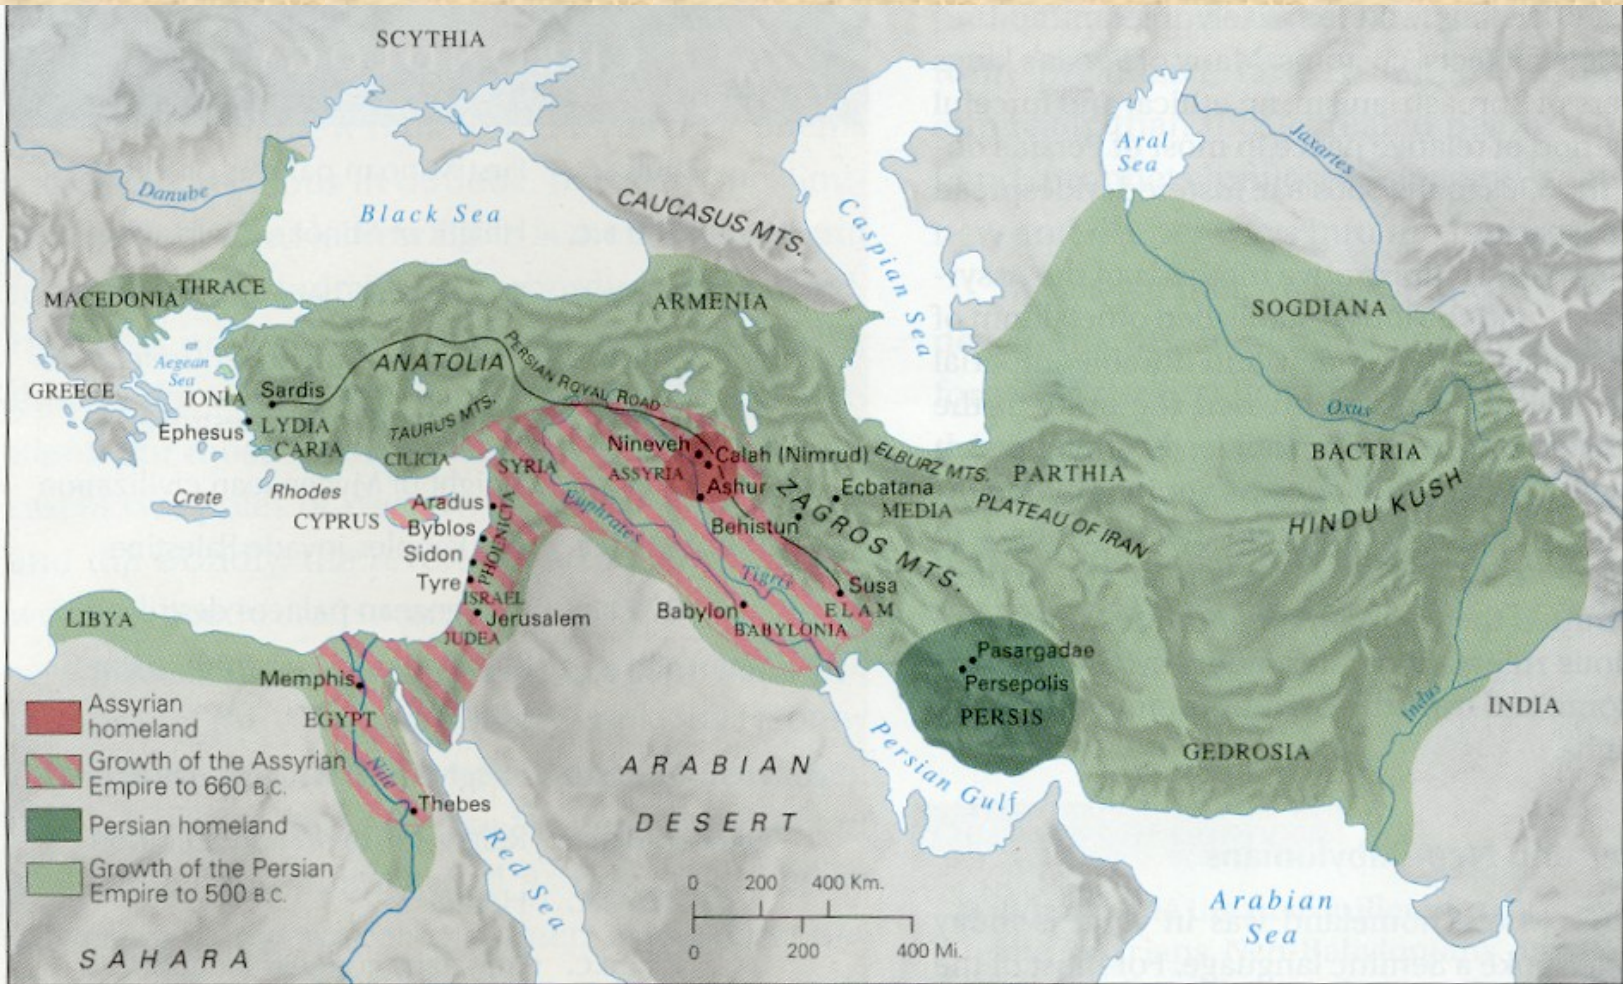 SCYTHIA
Danube
Black Sea
CAUCASUS MTS.
Caspian Sea
Aral
Sea
Jaxartes
MACEDONIA
THRACE
ARMENIA
SOGDIANA
Aegean
Sea
GREECE
IONIA
Sardis
ANATOLIA
PERSIAN ROYAL ROAD
Ephesus
LYDIA
CARIA
TAURUS MTS.
CILICIA
SYRIA
Nineveh
Calah (Nimrud)
ASSYRIA
Ashur
ELBURZ MTS.
PARTHIA
Oxus
BACTRIA
HINDU KUSH
Crete
Rhodes
CYPRUS
Aradus
Byblos
Sidon
Tyre
PHOENICIA
ISRAEL
Jerusalem
JUDEA
Euphrates
Tigris
Behistun
Ecbatana
MEDIA
ZAGROS MTS.
PLATEAU OF IRAN
Susa
ELAM
Babylon
BABYLONIA
LIBYA
Memphis
EGYPT
Nile
Thebes
Pasargadae
Persepolis
PERSIS
Persian Gulf
GEDROSIA
Indus
INDIA
ARABIAN
DESERT
Red Sea
Arabian
Sea
SAHARA
Assyrian
homeland
Growth of the Assyrian
Empire to 660 B.C.
Persian homeland
Growth of the Persian
Empire to 500 B.C.
0 200 400 Km.
0 200 400 Mi.